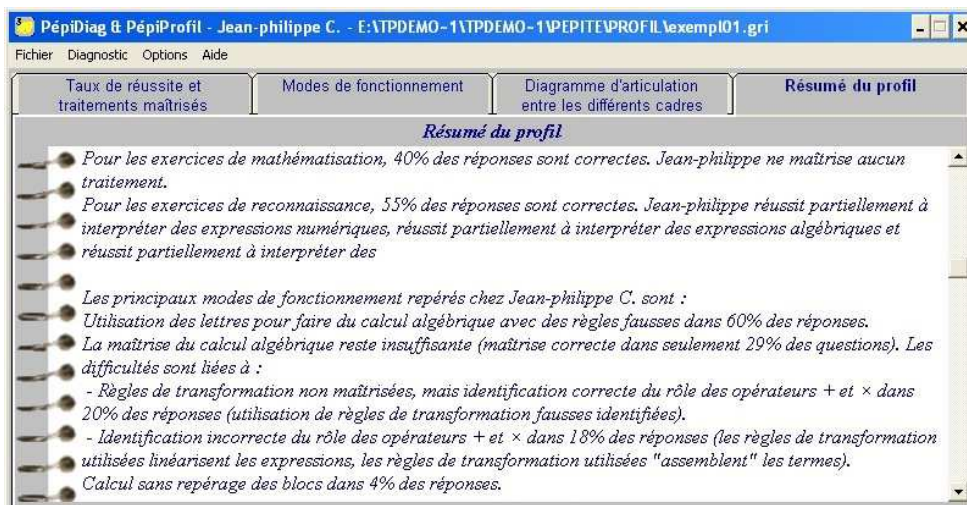 PépiDiag & PépiProfil - Jean-philippe C. - E:\TPDEMO~1\TPDEMO~1\PEPITE\PROFIL\exempl01.gri
Fichier Diagnostic Options Aide
Taux de réussite et traitements maîtrisés
Modes de fonctionnement
Diagramme d'articulation entre les différents cadres
Résumé du profil
Résumé du profil
Pour les exercices de mathématisation, 40% des réponses sont correctes. Jean-philippe ne maîtrise aucun
traitement.
Pour les exercices de reconnaissance, 55% des réponses sont correctes. Jean-philippe réussit partiellement à
interpréter des expressions numériques, réussit partiellement à interpréter des expressions algébriques et
réussit partiellement à interpréter des
Les principaux modes de fonctionnement repérés chez Jean-philippe C. sont :
Utilisation des lettres pour faire du calcul algébrique avec des règles fausses dans 60% des réponses.
La maîtrise du calcul algébrique reste insuffisante (maîtrise correcte dans seulement 29% des questions). Les
difficultés sont liées à :
- Règles de transformation non maîtrisées, mais identification correcte du rôle des opérateurs + et × dans
20% des réponses (utilisation de règles de transformation fausses identifiées).
- Identification incorrecte du rôle des opérateurs + et × dans 18% des réponses (les règles de transformation
utilisées linéarisent les expressions, les règles de transformation utilisées "assemblent" les termes).
Calcul sans repérage des blocs dans 4% des réponses.